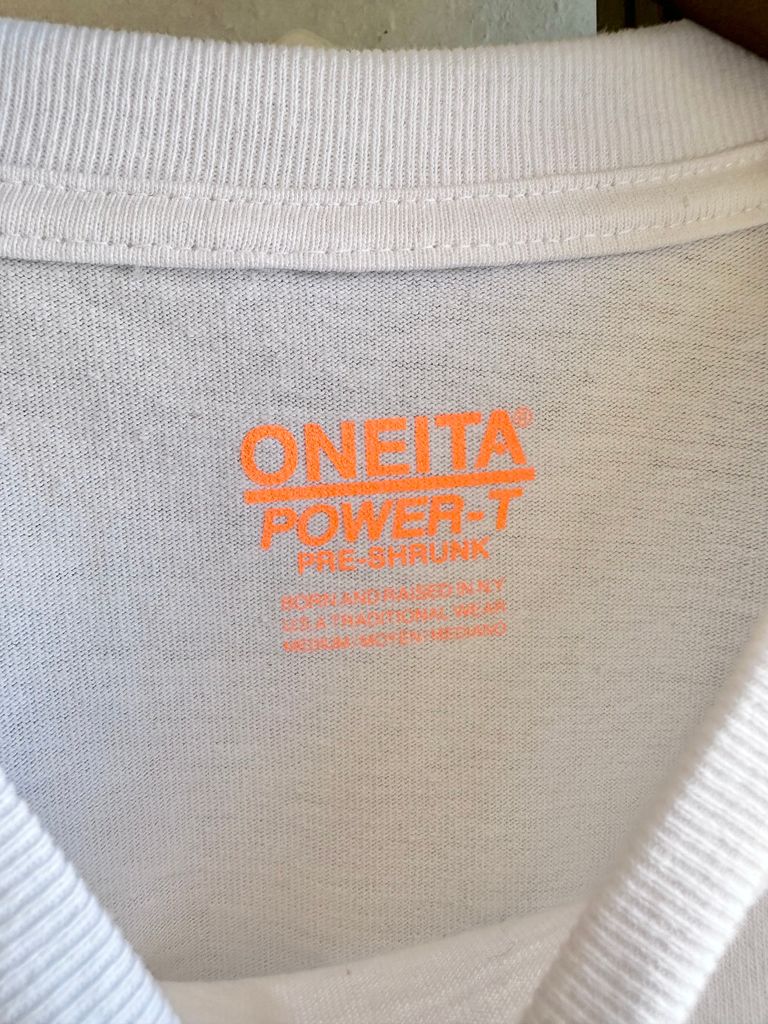 ONEITA®
POWER-T
PRE-SHRUNK
BORN AND RAISED IN N.Y
U.S.A TRADITIONAL WEAR
MEDIUM/MOYEN/MEDIANO